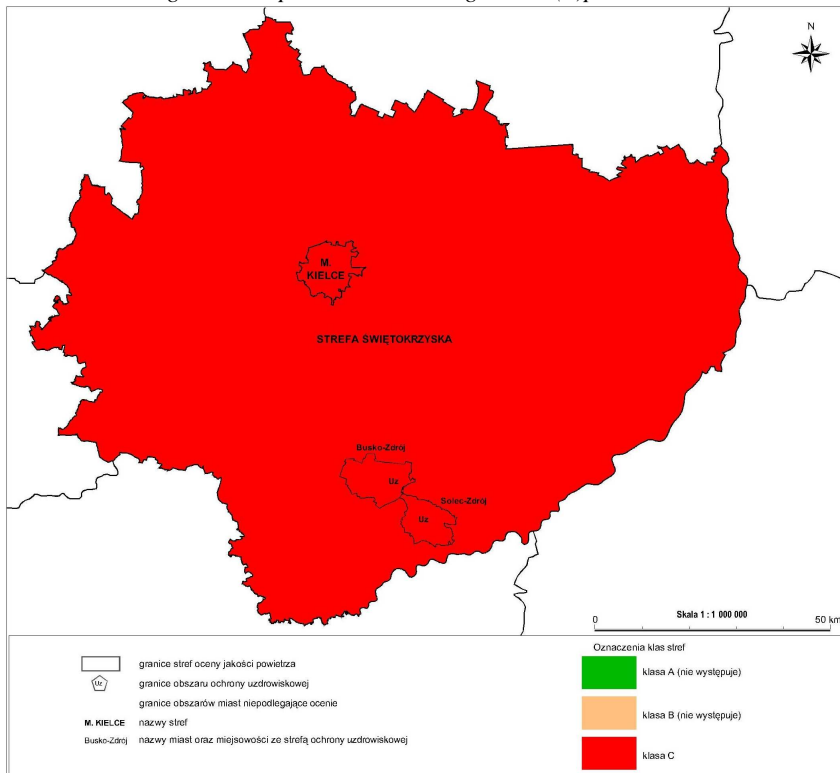 N
M.
KIELCE
STREFA ŚWIĘTOKRZYSKA
Busko-Zdrój
Uz
Solec-Zdrój
Uz
Skala 1 : 1 000 000
0 50 km
Oznaczenia klas stref
granice stref oceny jakości powietrza
klasa A (nie występuje)
Uz granice obszaru ochrony uzdrowiskowej
granice obszarów miast niepodlegające ocenie
klasa B (nie występuje)
M. KIELCE nazwy stref
Busko-Zdrój nazwy miast oraz miejscowości ze strefą ochrony uzdrowiskowej
klasa C